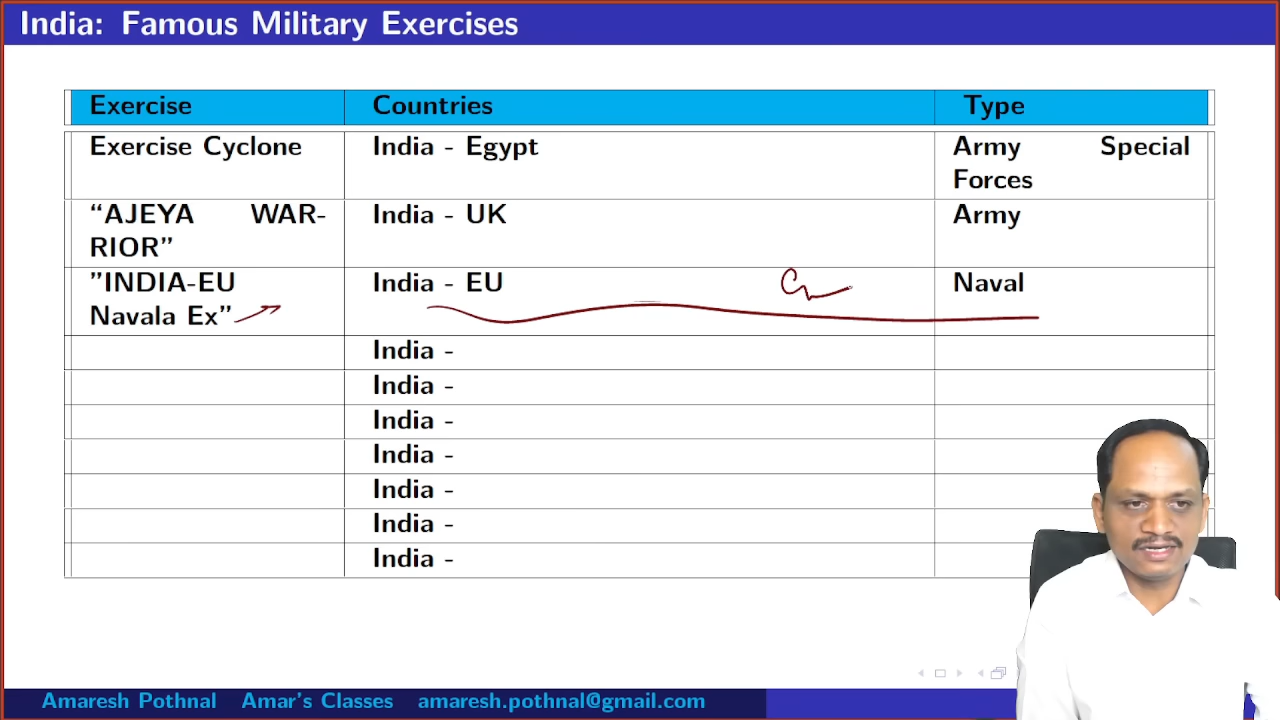 India: Famous Military Exercises
Exercise Countries Type
Exercise Cyclone India - Egypt Army Special
Forces
“AJEYA WAR- India - UK Army
RIOR”
”INDIA-EU India - EU Naval
Navala Ex”
India -
India -
India -
India -
India -
India -
India -
Amaresh Pothnal Amar's Classes amaresh.pothnal@gmail.com